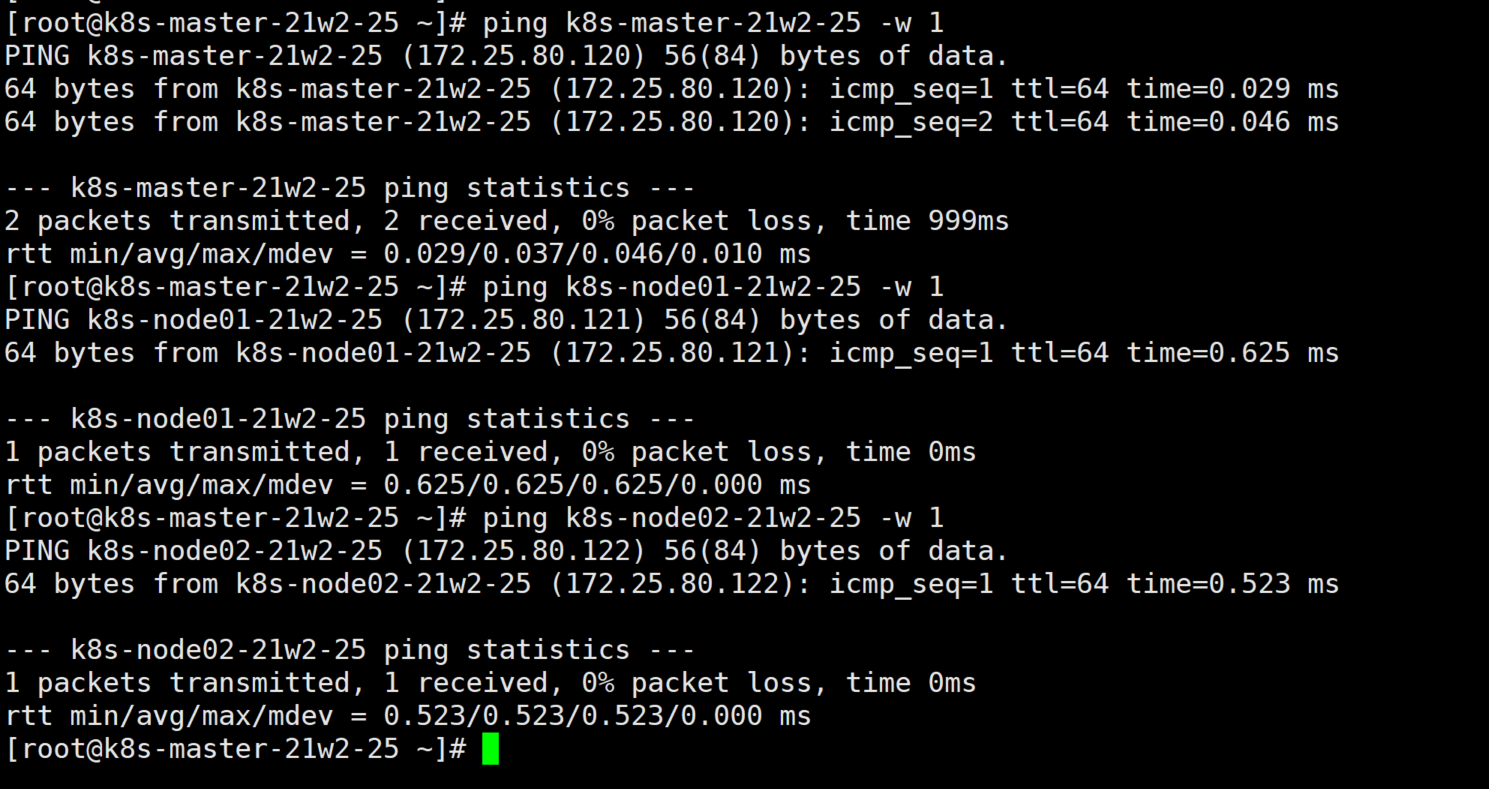 [root@k8s-master-21w2-25 ~]# ping k8s-master-21w2-25 -w 1
PING k8s-master-21w2-25 (172.25.80.120) 56(84) bytes of data.
64 bytes from k8s-master-21w2-25 (172.25.80.120): icmp_seq=1 ttl=64 time=0.029 ms
64 bytes from k8s-master-21w2-25 (172.25.80.120): icmp_seq=2 ttl=64 time=0.046 ms
--- k8s-master-21w2-25 ping statistics ---
2 packets transmitted, 2 received, 0% packet loss, time 999ms
rtt min/avg/max/mdev = 0.029/0.037/0.046/0.010 ms
[root@k8s-master-21w2-25 ~]# ping k8s-node01-21w2-25 -w 1
PING k8s-node01-21w2-25 (172.25.80.121) 56(84) bytes of data.
64 bytes from k8s-node01-21w2-25 (172.25.80.121): icmp_seq=1 ttl=64 time=0.625 ms
--- k8s-node01-21w2-25 ping statistics ---
1 packets transmitted, 1 received, 0% packet loss, time 0ms
rtt min/avg/max/mdev = 0.625/0.625/0.625/0.000 ms
[root@k8s-master-21w2-25 ~]# ping k8s-node02-21w2-25 -w 1
PING k8s-node02-21w2-25 (172.25.80.122) 56(84) bytes of data.
64 bytes from k8s-node02-21w2-25 (172.25.80.122): icmp_seq=1 ttl=64 time=0.523 ms
--- k8s-node02-21w2-25 ping statistics ---
1 packets transmitted, 1 received, 0% packet loss, time 0ms
rtt min/avg/max/mdev = 0.523/0.523/0.523/0.000 ms
[root@k8s-master-21w2-25 ~]#